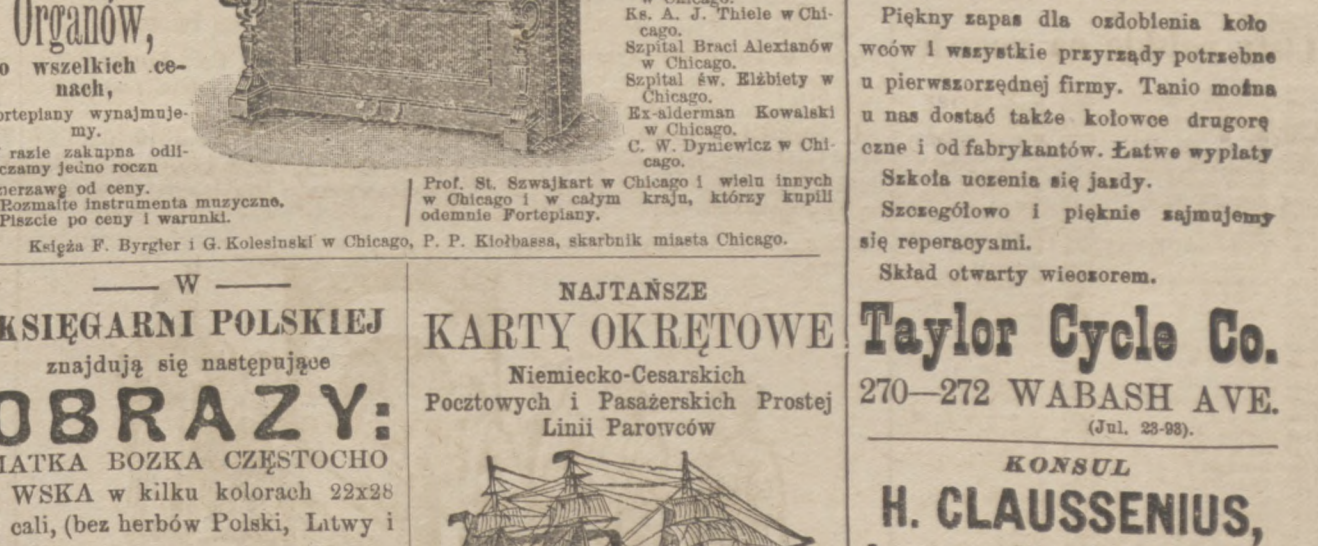 Organów,
wszelkich ce-
nach,
wynajmuje-
my.
razie zakupna odli-
czamy jedno roczn
od ceny.
Rozmaite instrumenta muzyczne.
Piszcie po ceny i warunki.
w Chicago.
Ks. A. J. Thiele w Chi-
cago.
Szpital Braci Alexianów
w Chicago.
Szpital św. Elżbiety w
Chicago.
Ex-alderman Kowalski
w Chicago.
C. W. Dyniewicz w Chi-
cago.
Prof. St. Szwajkart w Chicago i wielu innych
w Chicago i w całym kraju, którzy kupili
odemnie Fortepiany.
Księża F. Byrgier i G. Kolesinski w Chicago, P. P. Kiołbassa, skarbnik miasta Chicago.
W
KSIĘGARNI POLSKIEJ
znajdują się następujące
OBRAZY:
MATKA BOZKA CZĘSTOCHO
WSKA w kilku kolorach 22x28
cali, (bez herbów Polski, Litwy i
NAJTAŃSZE
KARTY OKRĘTOWE
Niemiecko-Cesarskich
Pocztowych i Pasażerskich Prostej
Linii Parowców
Piękny zapas dla ozdobienia koło
wców i wszystkie przyrządy potrzebne
u pierwszorzędnej firmy. Tanio można
u nas dostać także kołowce drugorę
czne i od fabrykantów. Łatwe wypłaty
Szkoła uczenia się jazdy.
Szczegółowo i pięknie zajmujemy
się reperacyami.
Skład otwarty wieczorem.
Taylor Cycle Co.
270—272 WABASH AVE.
(Jul. 23-93).
KONSUL
H. CLAUSSENIUS,